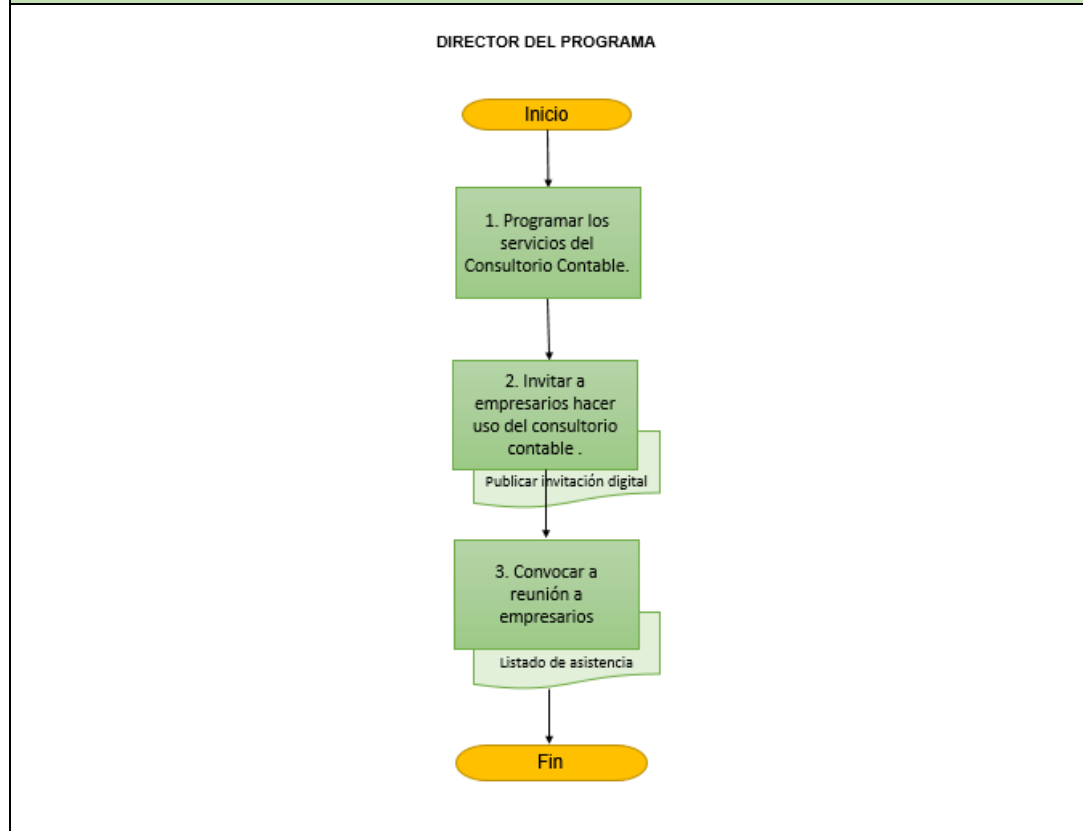 DIRECTOR DEL PROGRAMA
Inicio
1. Programar los
servicios del
Consultorio Contable.
2. Invitar a
empresarios hacer
uso del consultorio
contable .
Publicar invitación digital
3. Convocar a
reunión a
empresarios
Listado de asistencia
Fin